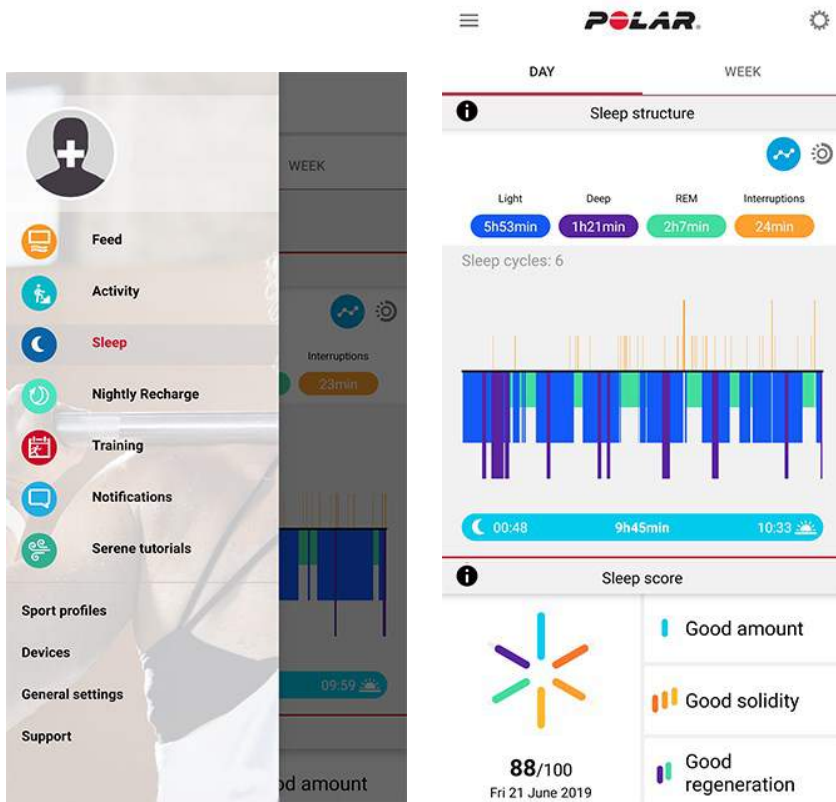 WEEK
Feed
Activity
Sleep
Nightly Recharge
Interruptions
23min
Training
Notifications
Serene tutorials
Sport profiles
Devices
General settings
09:59
Support
od amount
POLAR
DAY WEEK
Sleep structure
Light Deep REM Interruptions
5h53min 1h21min 2h7min 24min
Sleep cycles: 6
00:48 9h45min 10:33
Sleep score
Good amount
Good solidity
Good
regeneration
88/100
Fri 21 June 2019